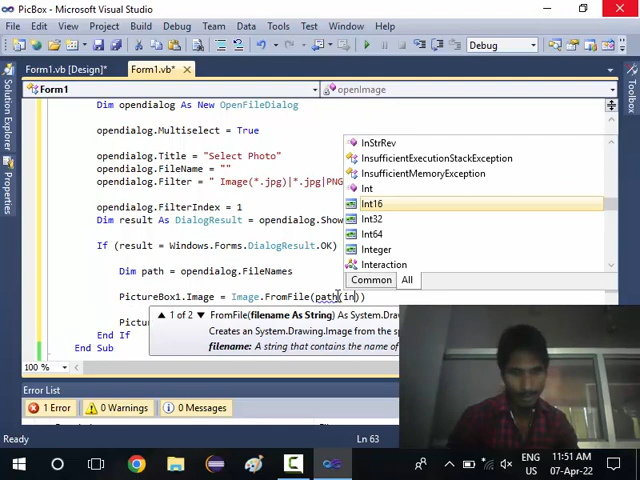 PicBox - Microsoft Visual Studio
File Edit View Project Build Debug Team Data Tools Test Window Help
Debug
Form1.vb [Design]* Form1.vb*
Form1 openImage
Solution Explorer
Properties
Toolbox
Dim opendialog As New OpenFileDialog
opendialog.Multiselect = True
opendialog.Title = "Select Photo"
opendialog.FileName = ""
opendialog.Filter = " Image(*.jpg)|*.jpg|PNG
opendialog.FilterIndex = 1
Dim result As DialogResult = opendialog.Show
If (result = Windows.Forms.DialogResult.OK)
Dim path = opendialog.FileNames
PictureBox1.Image = Image.FromFile(path(in))
Pictu
End If
End Sub
InStrRev
InsufficientExecutionStackException
InsufficientMemoryException
Int
Int16
Int32
Int64
Integer
Interaction
Common All
1 of 2 FromFile(filename As String) As System.Draw
Creates an System.Drawing.Image from the sp
filename: A string that contains the name of
100 %
Error List
1 Error 0 Warnings 0 Messages
Ready Ln 63
ENG
US
11:51 AM
07-Apr-22